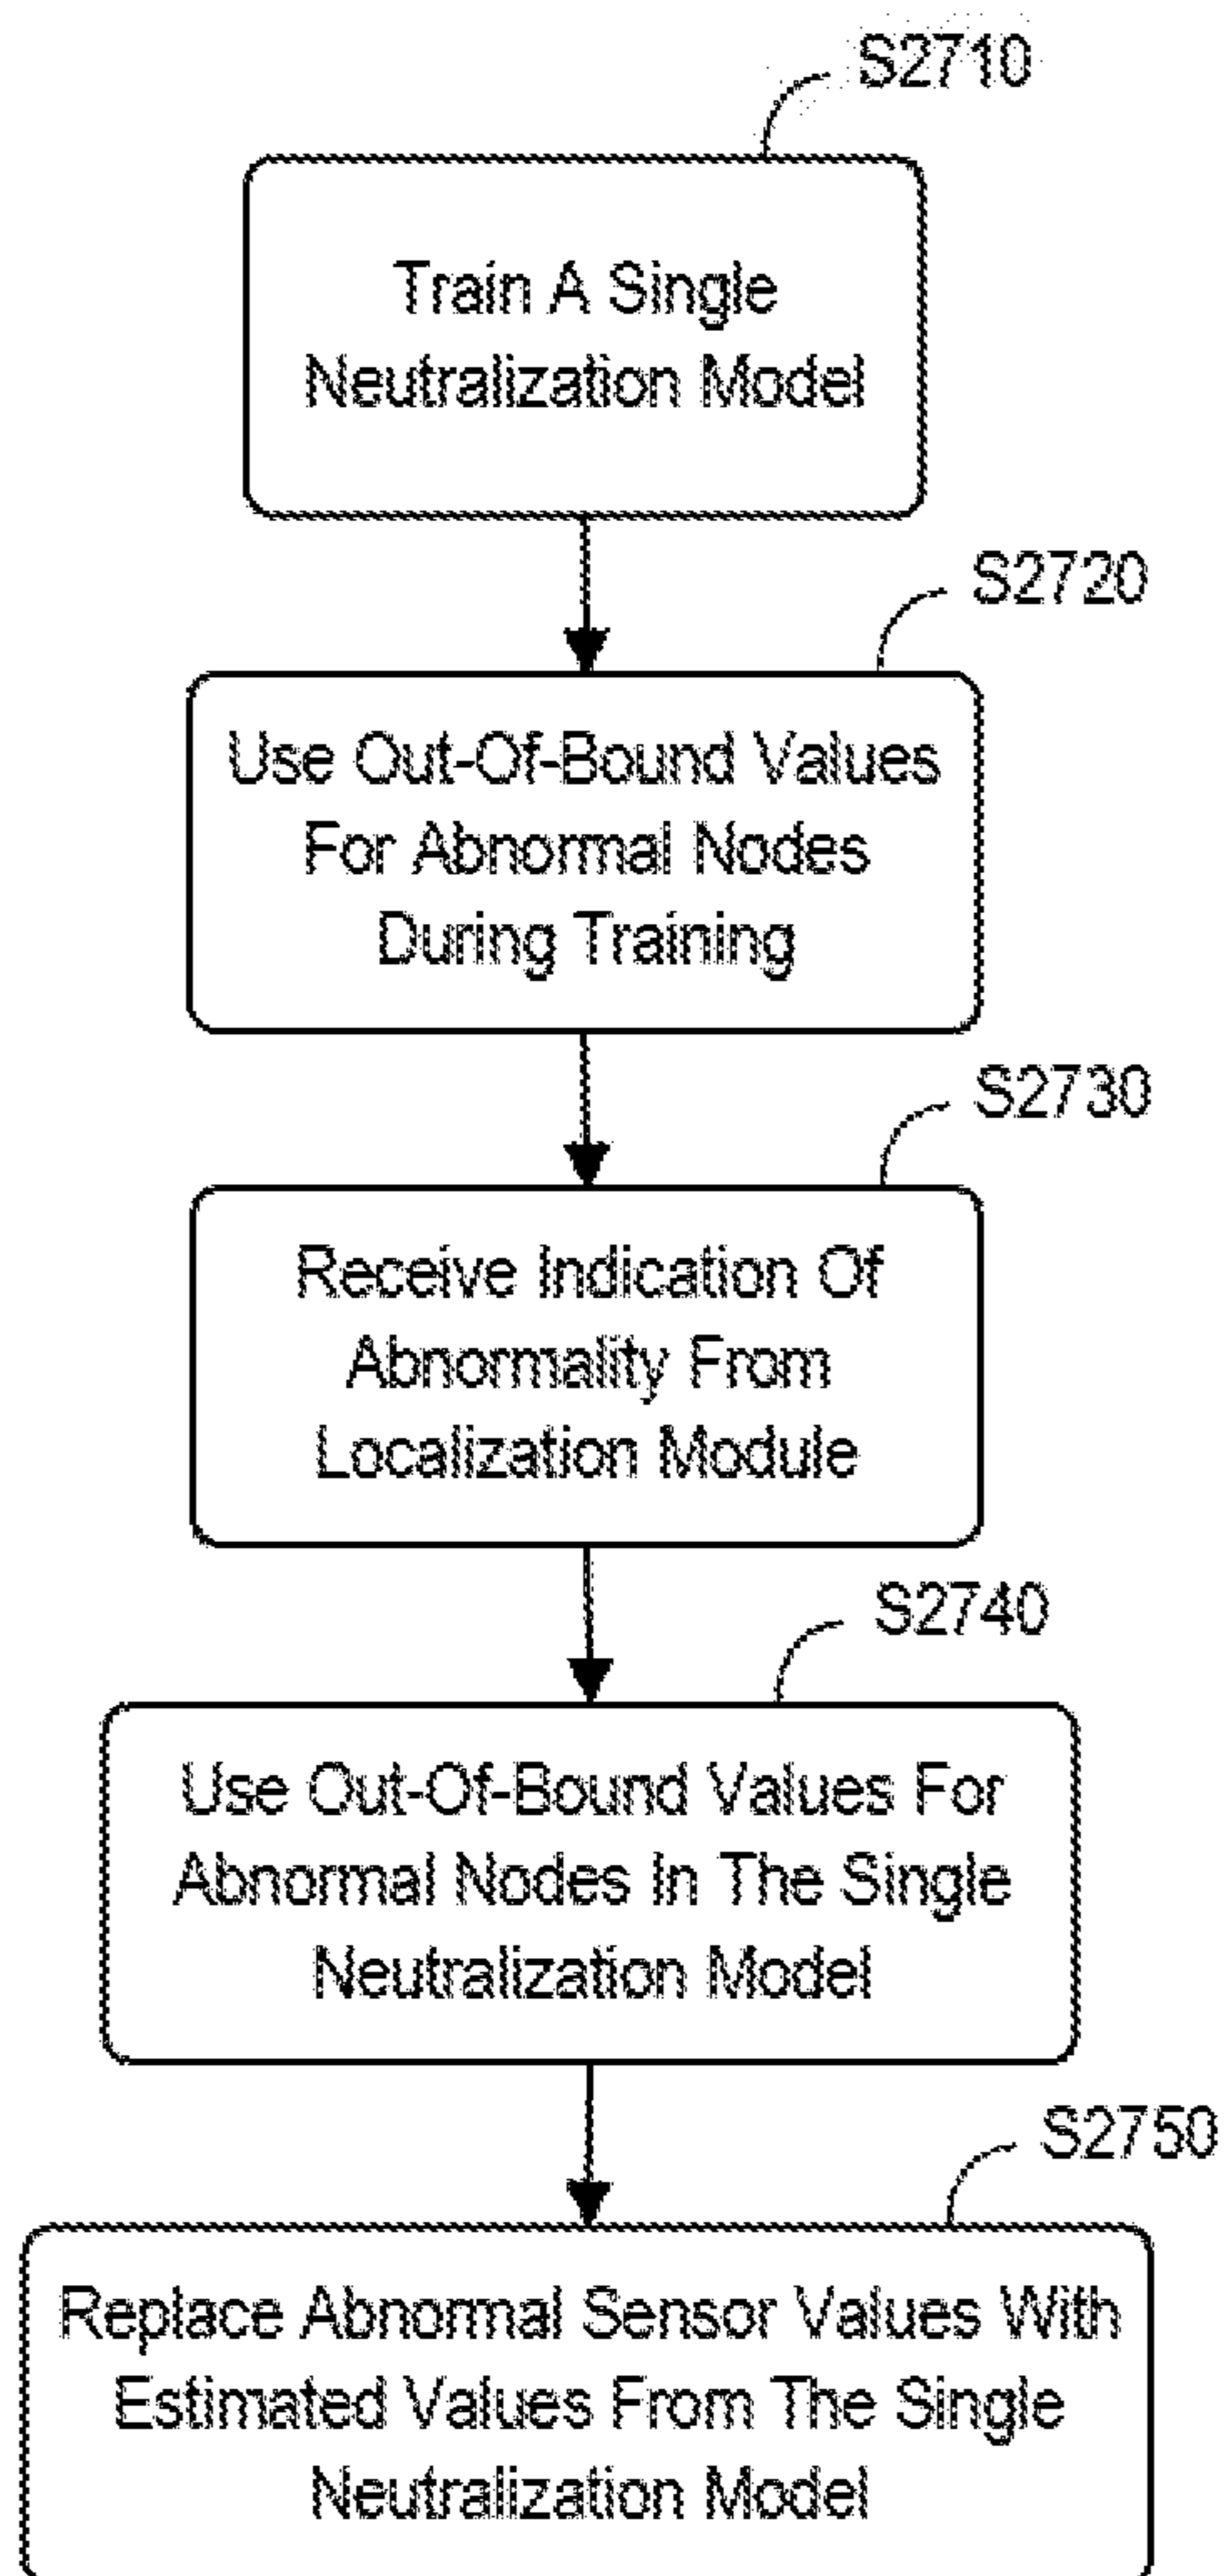 S2710
Train A Single
Neutralization Model
S2720
Use Out-Of-Bound Values
For Abnormal Nodes
During Training
S2730
Receive Indication Of
Abnormality From
Localization Module
S2740
Use Out-Of-Bound Values For
Abnormal Nodes In The Single
Neutralization Model
S2750
Replace Abnormal Sensor Values With
Estimated Values From The Single
Neutralization Model